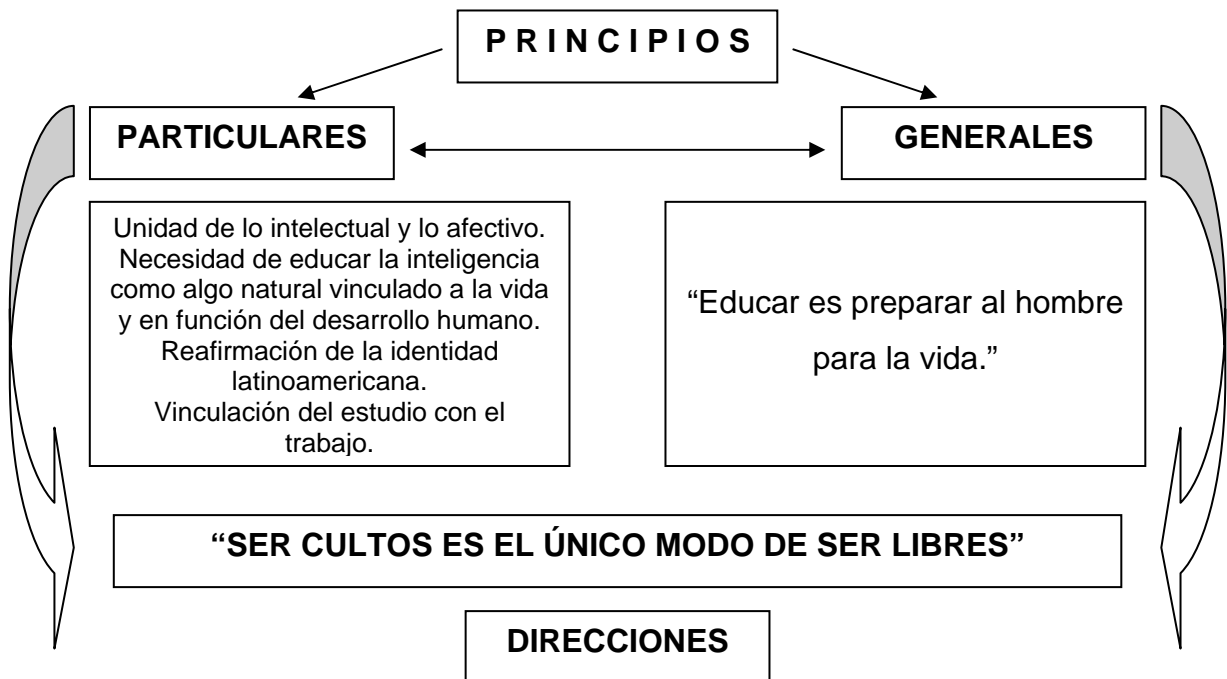 P R I N C I P I O S
PARTICULARES
GENERALES
Unidad de lo intelectual y lo afectivo.
Necesidad de educar la inteligencia
como algo natural vinculado a la vida
y en función del desarrollo humano.
Reafirmación de la identidad
latinoamericana.
Vinculación del estudio con el
trabajo.
“Educar es preparar al hombre
para la vida.”
“SER CULTOS ES EL ÚNICO MODO DE SER LIBRES”
DIRECCIONES